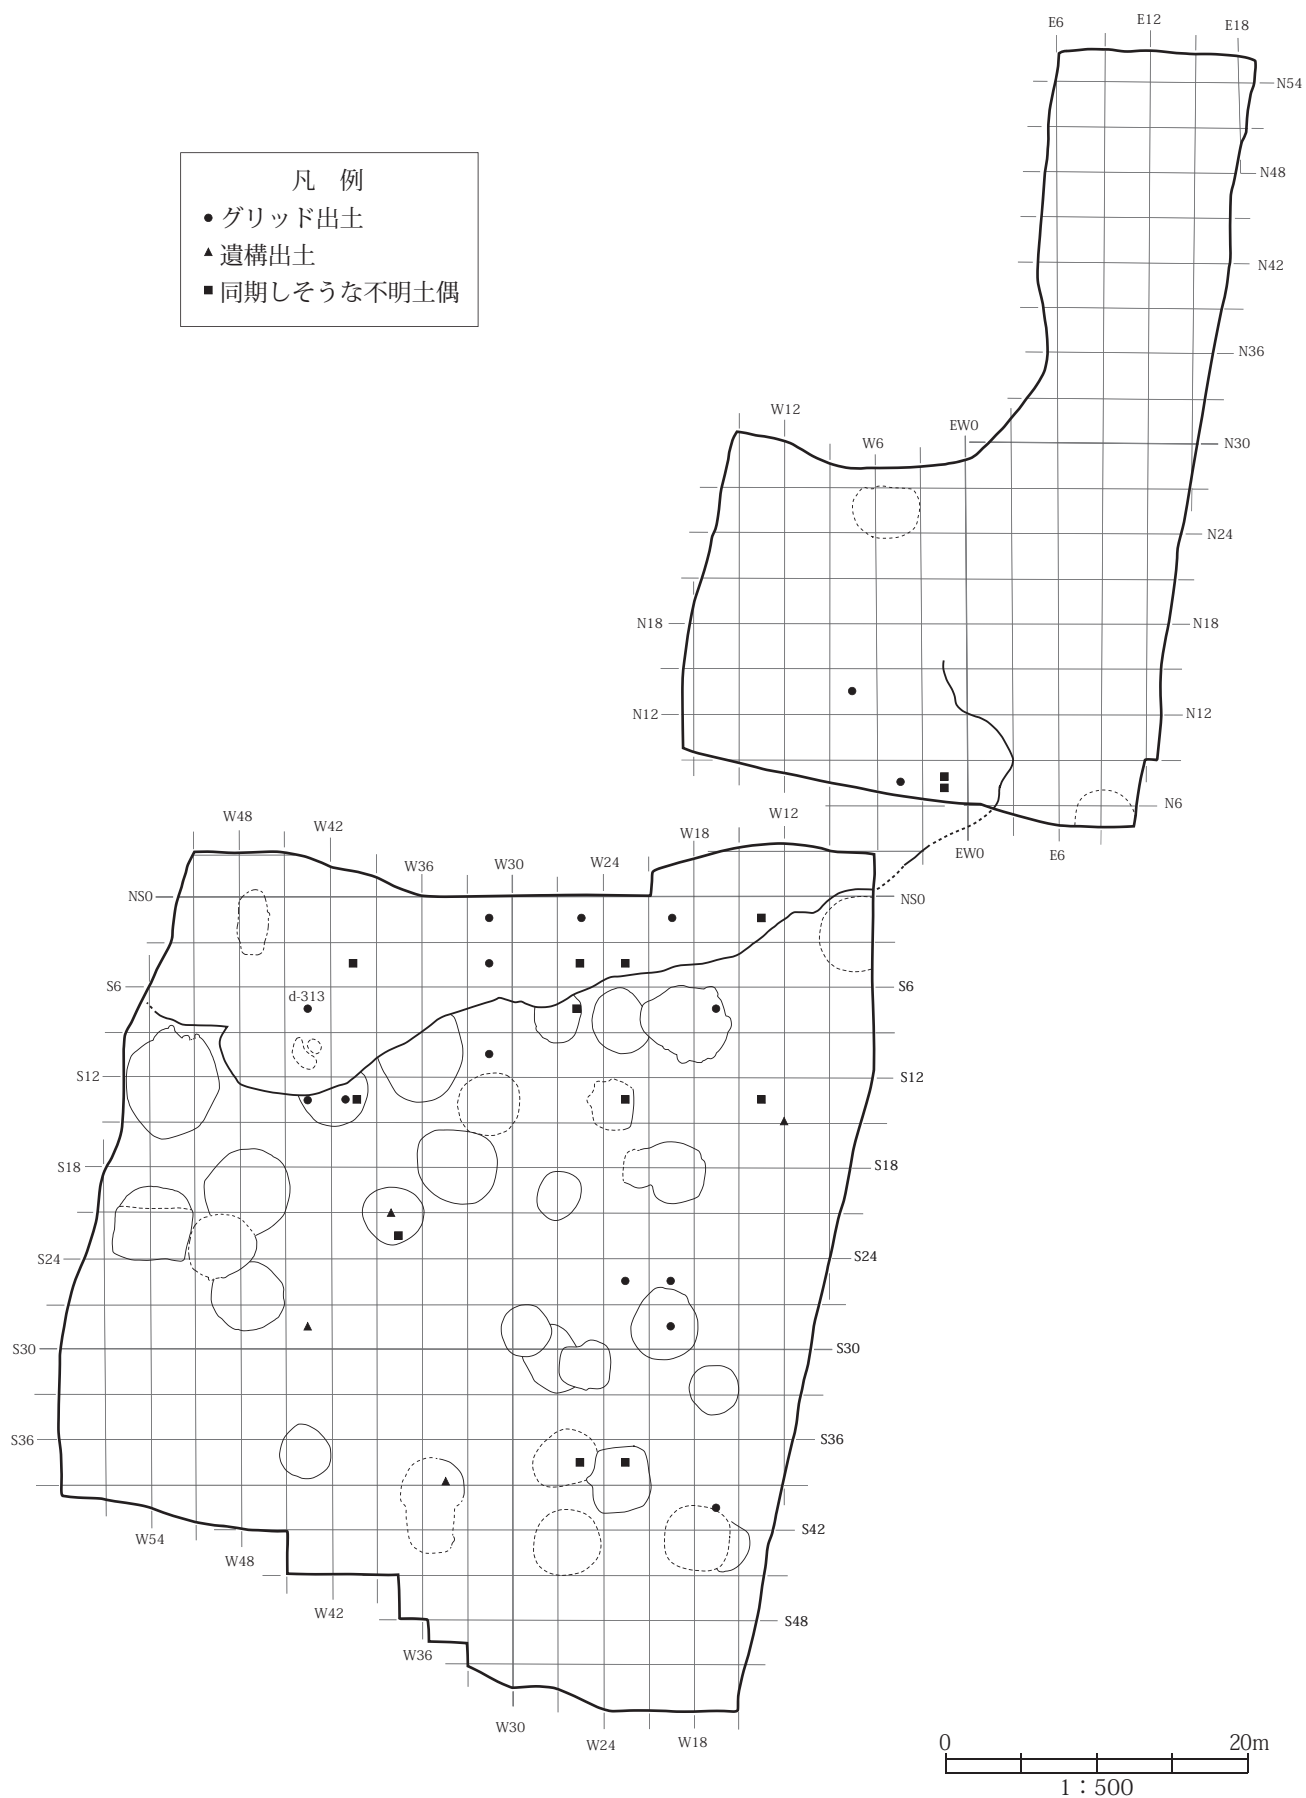 E6
E12
E18
N54
N48
N42
N36
N30
N24
N18
N12
N6
凡 例
● グリッド出土
▲ 遺構出土
■ 同期しそうな不明土偶
W12
W6
EW0
N18
N12
EW0
E6
W48
W42
W36
W30
W24
W18
W12
NS0
S6
S12
S18
S24
S30
S36
d-313
NS0
S6
S12
S18
S24
S30
S36
S42
S48
W54
W48
W42
W36
W30
W24
W18
0
20m
1：500